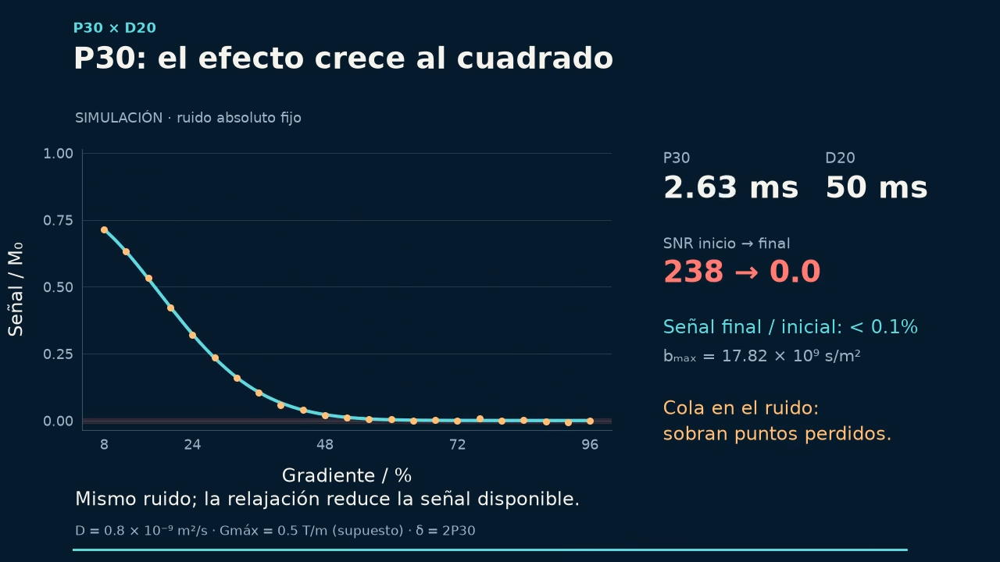 P30 × D20
P30: el efecto crece al cuadrado
SIMULACIÓN · ruido absoluto fijo
1.00
0.75
0.50
0.25
0.00
Señal / M₀
8 24 48 72 96
Gradiente / %
P30 D20
2.63 ms 50 ms
SNR inicio → final
238 → 0.0
Señal final / inicial: < 0.1%
bₘₐₓ = 17.82 × 10⁹ s/m²
Cola en el ruido:
sobran puntos perdidos.
Mismo ruido; la relajación reduce la señal disponible.
D = 0.8 × 10⁻⁹ m²/s · Gmáx = 0.5 T/m (supuesto) · δ = 2P30